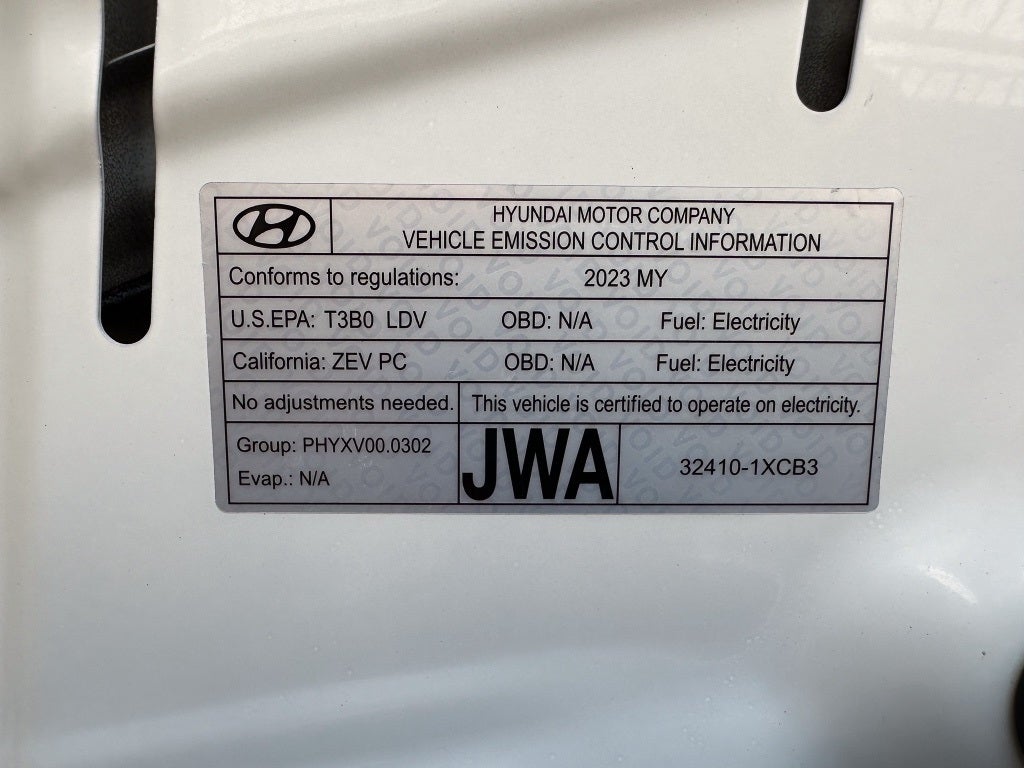 HYUNDAI MOTOR COMPANY
VEHICLE EMISSION CONTROL INFORMATION
Conforms to regulations: 2023 MY
U.S.EPA: T3B0 LDV OBD: N/A Fuel: Electricity
California: ZEV PC OBD: N/A Fuel: Electricity
No adjustments needed. This vehicle is certified to operate on electricity.
Group: PHYXV00.0302
Evap.: N/A
JWA
32410-1XCB3